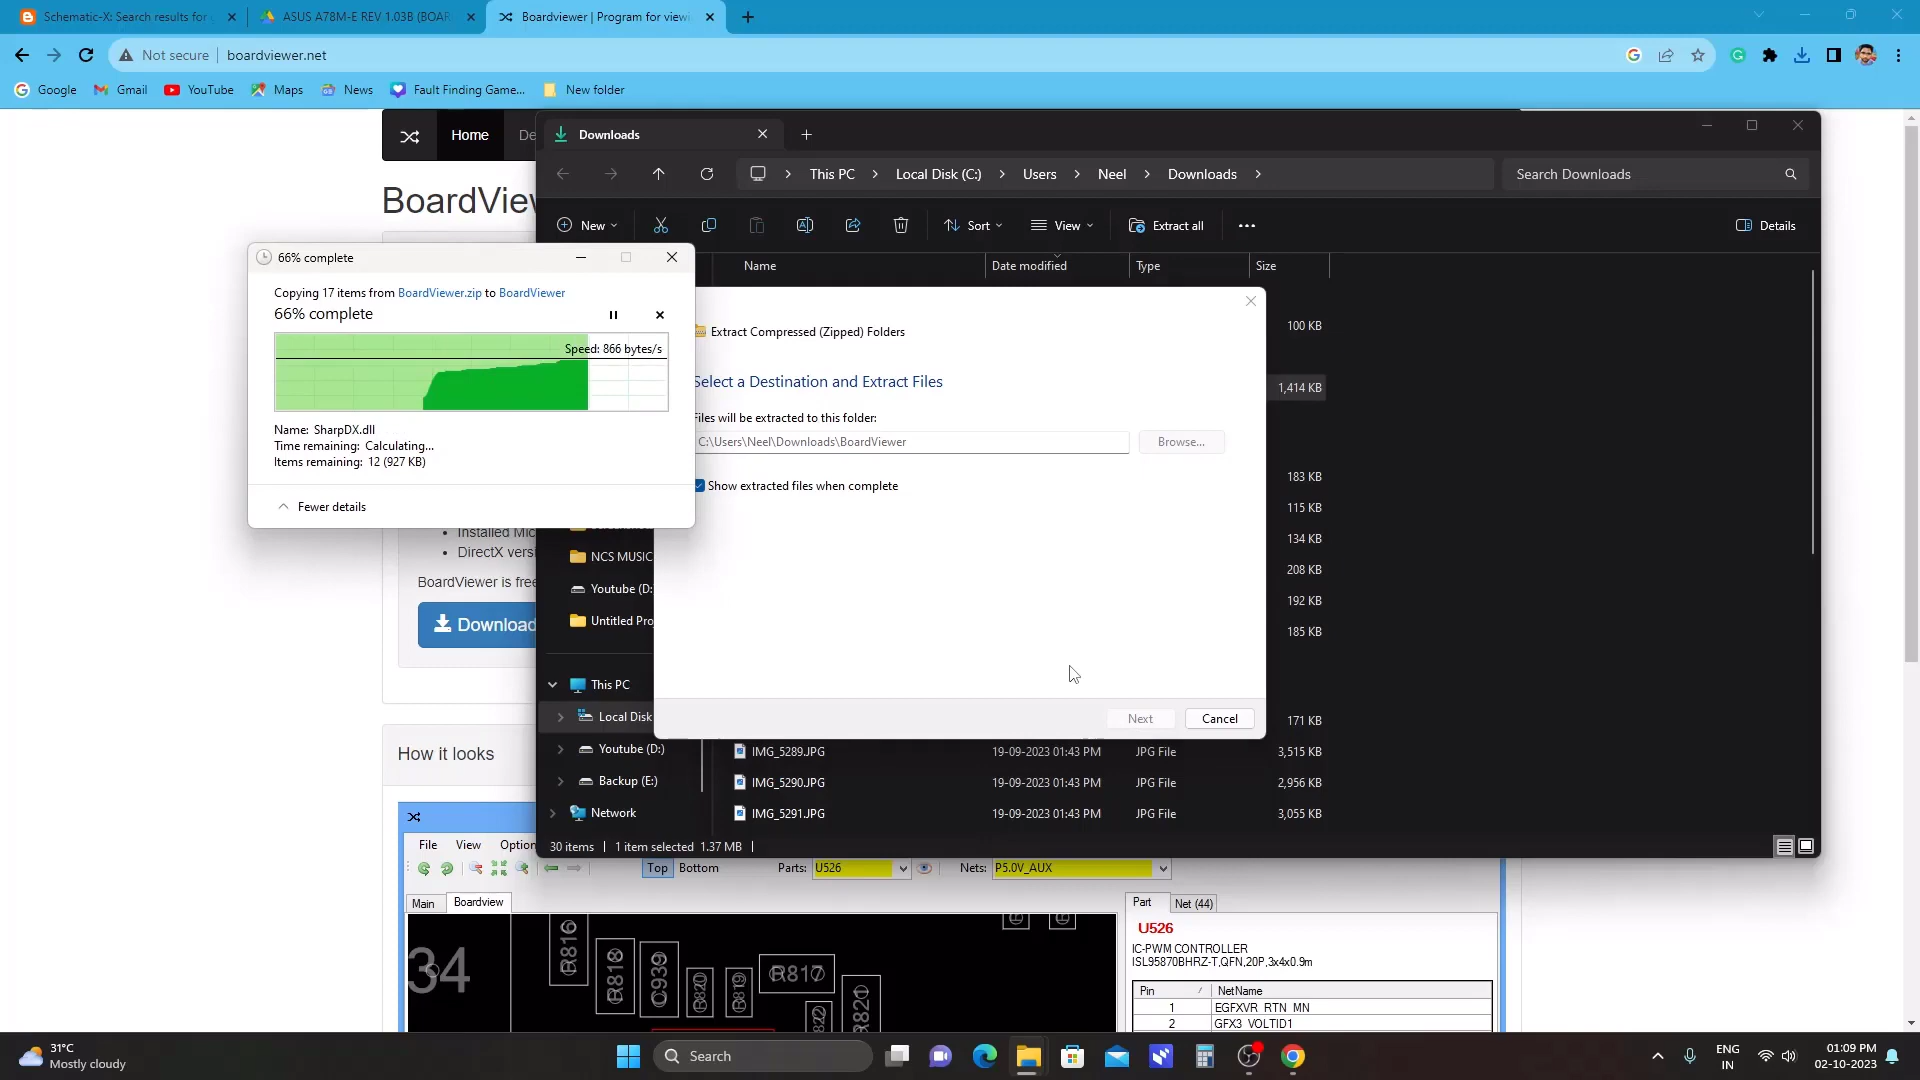 Schematic-X: Search results for
ASUS A78M-E REV 1.03B (BOAR
Boardviewer | Program for viewi
Not secure
boardviewer.net
Google
Gmail
YouTube
Maps
News
Fault Finding Game...
New folder
Home
De
BoardView
Downloads
This PC
Local Disk (C:)
Users
Neel
Downloads
Search Downloads
New
Sort
View
Extract all
Details
Name
Date modified
Type
Size
66% complete
Copying 17 items from BoardViewer.zip to BoardViewer
66% complete
Speed: 866 bytes/s
Name: SharpDX.dll
Time remaining: Calculating...
Items remaining: 12 (927 KB)
Fewer details
Extract Compressed (Zipped) Folders
Select a Destination and Extract Files
Files will be extracted to this folder:
C:\Users\Neel\Downloads\BoardViewer
Browse...
Show extracted files when complete
Next
Cancel
100 KB
1,414 KB
183 KB
115 KB
134 KB
208 KB
192 KB
185 KB
171 KB
Installed Mic
DirectX versi
BoardViewer is free
Download
NCS MUSIC
Youtube (D:
Untitled Proj
This PC
Local Disk
Youtube (D:)
Backup (E:)
Network
IMG_5289.JPG 19-09-2023 01:43 PM JPG File 3,515 KB
IMG_5290.JPG 19-09-2023 01:43 PM JPG File 2,956 KB
IMG_5291.JPG 19-09-2023 01:43 PM JPG File 3,055 KB
30 items
1 item selected 1.37 MB
How it looks
File
View
Option
Top
Bottom
Parts:
U526
Nets:
P5.0V_AUX
Main
Boardview
34
R816
R818
C939
R820
R819
R817
R822
R821
Part
Net (44)
U526
IC-PWM CONTROLLER
ISL95870BHRZ-T,QFN,20P,3x4x0.9m
Pin
NetName
1 EGFXVR_RTN_MN
2 GFX3_VOLTID1
31°C
Mostly cloudy
Search
ENG
IN
01:09 PM
02-10-2023